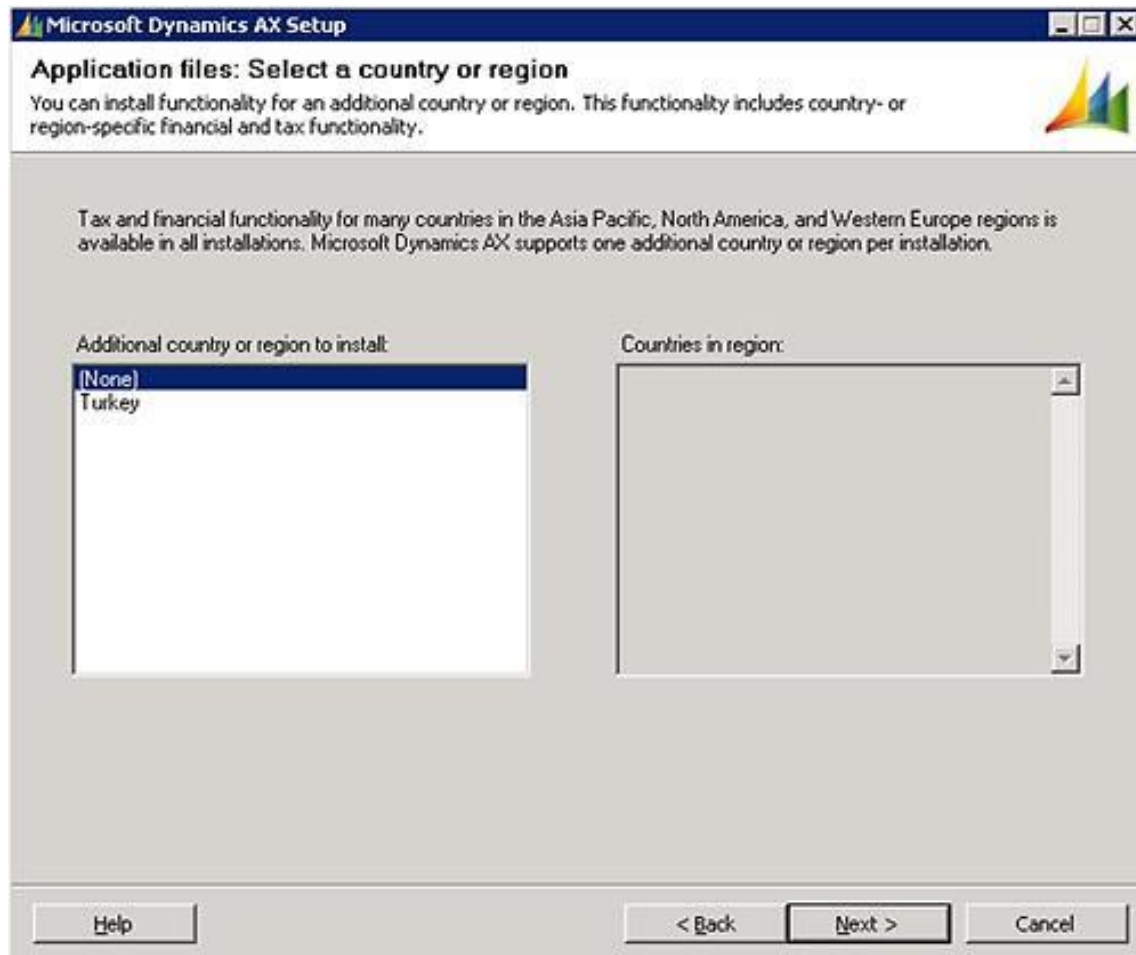 Microsoft Dynamics AX Setup
Application files: Select a country or region
You can install functionality for an additional country or region. This functionality includes country- or
region-specific financial and tax functionality.
Tax and financial functionality for many countries in the Asia Pacific, North America, and Western Europe regions is
available in all installations. Microsoft Dynamics AX supports one additional country or region per installation.
Additional country or region to install:
Countries in region:
(None)
Turkey
Help
< Back
Next >
Cancel